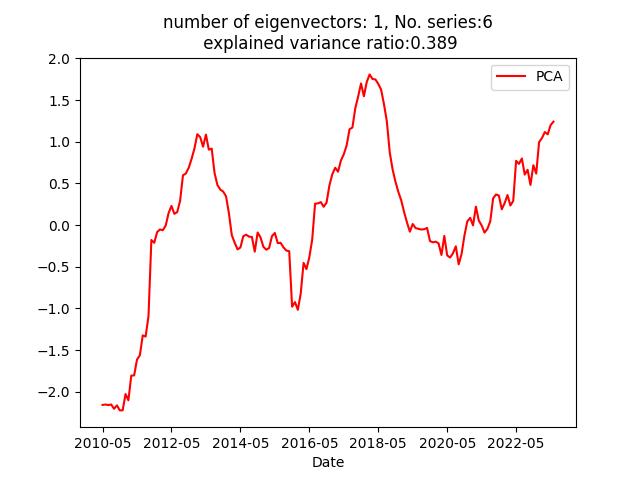 number of eigenvectors: 1, No. series:6
explained variance ratio:0.389
PCA
2.0
1.5
1.0
0.5
0.0
−0.5
−1.0
−1.5
−2.0
2010-05 2012-05 2014-05 2016-05 2018-05 2020-05 2022-05
Date